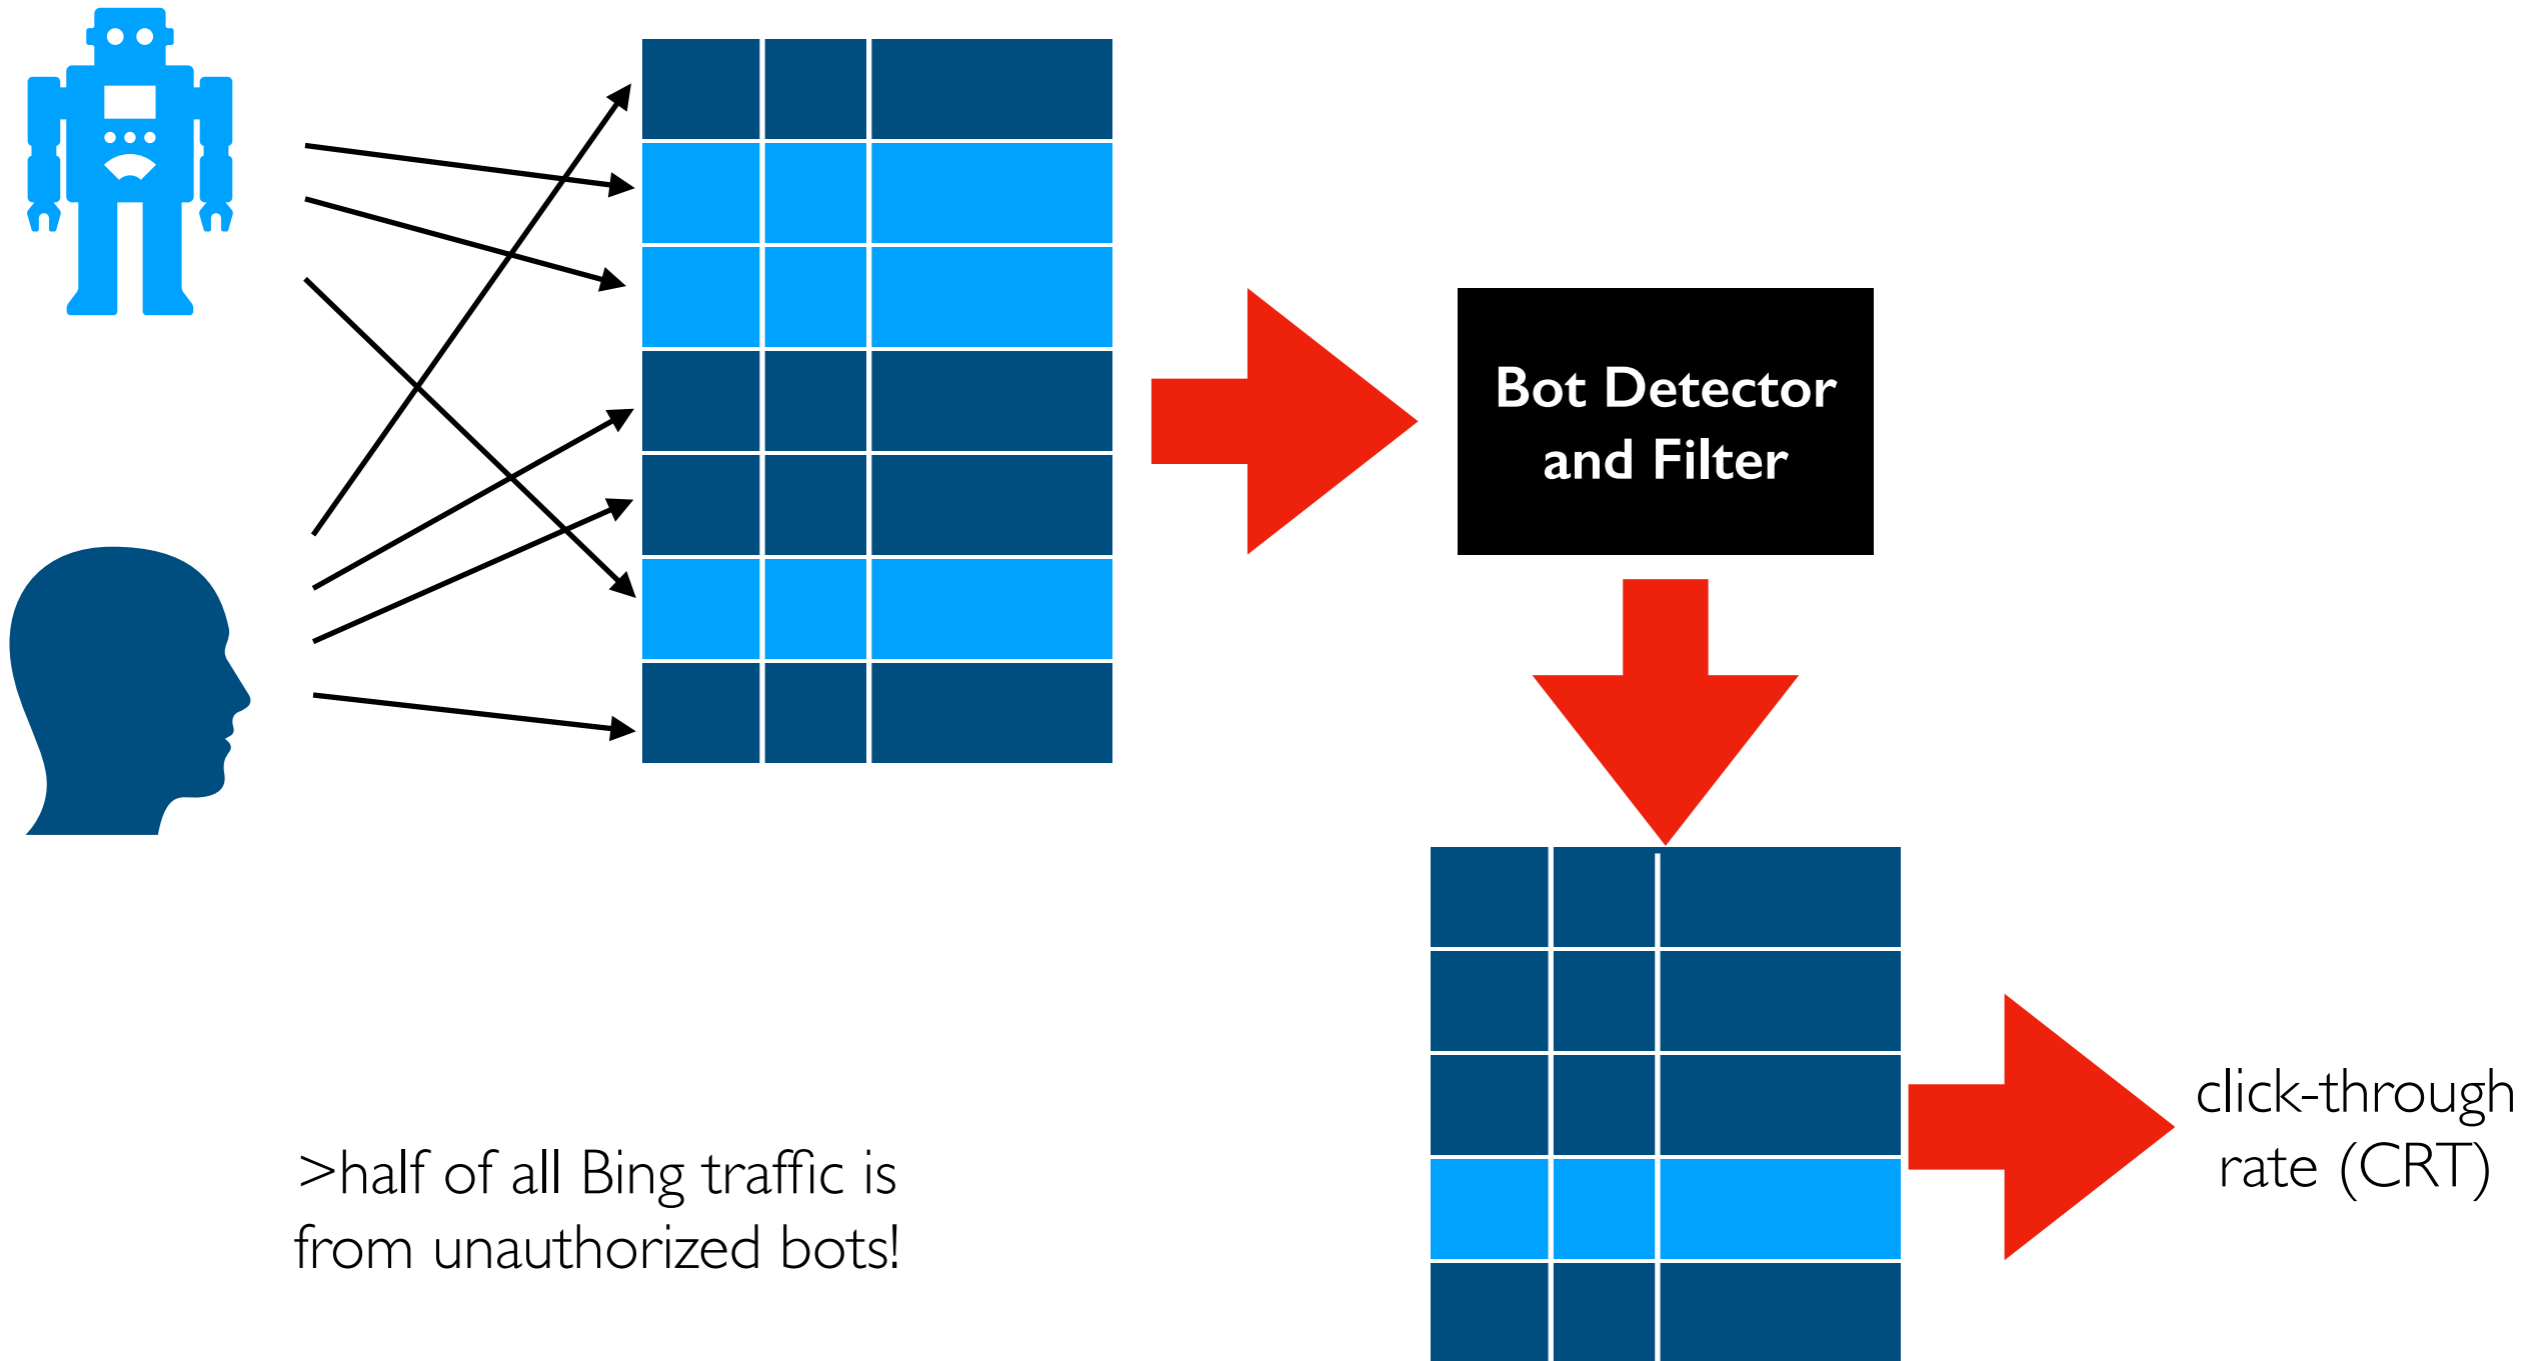 Bot Detector
and Filter
click-through
rate (CRT)
>half of all Bing traffic is
from unauthorized bots!